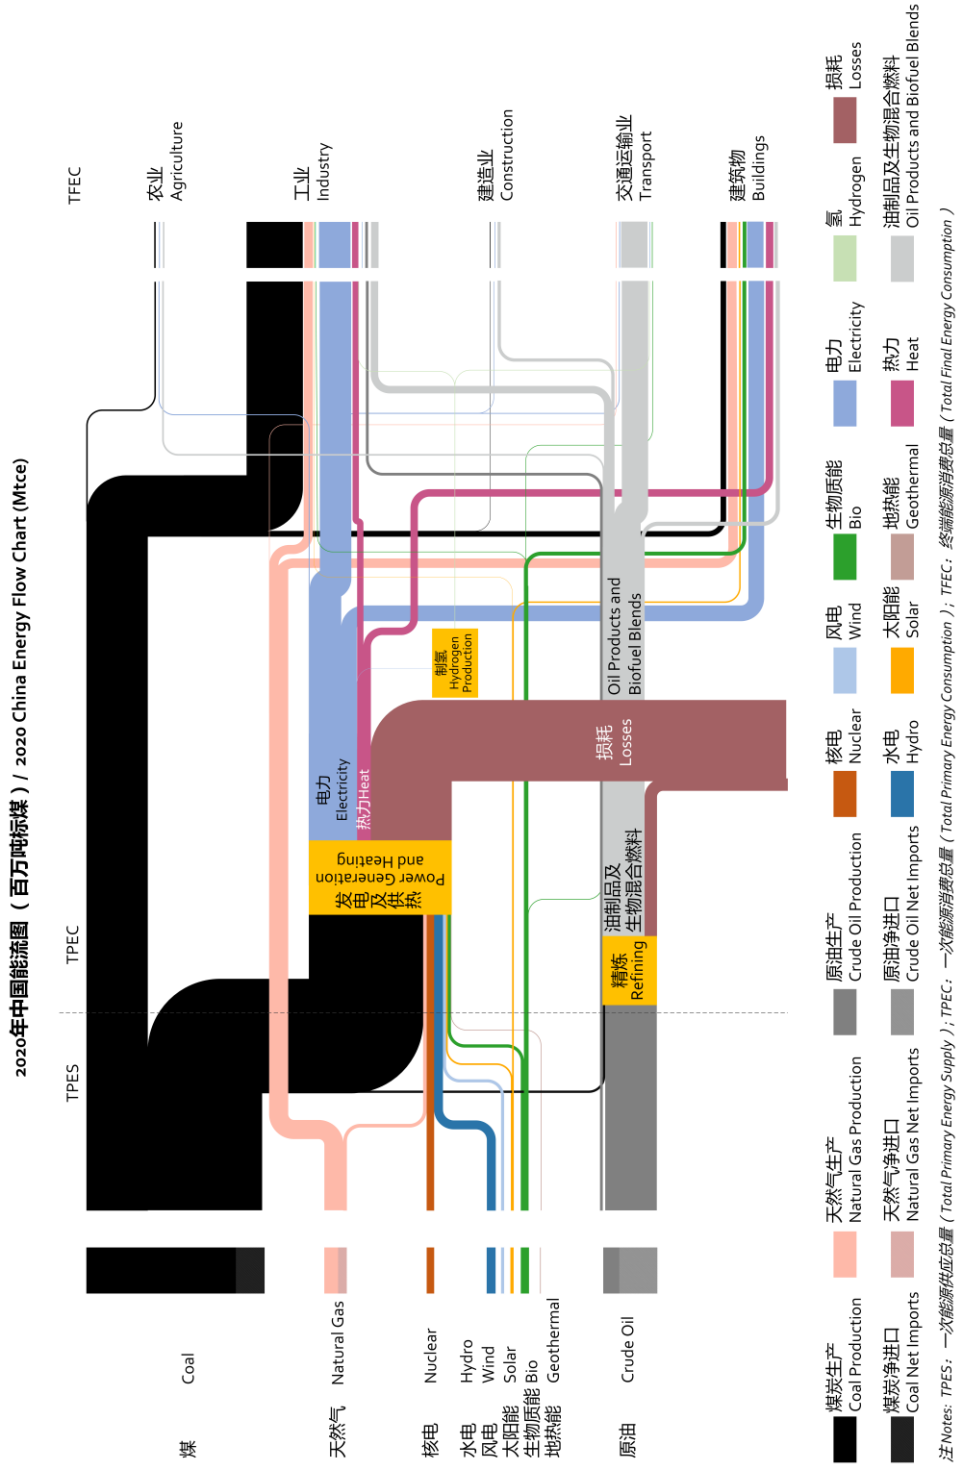 2020年中国能流图（百万吨标煤）/ 2020 China Energy Flow Chart (Mtce)
TPES
TPEC
TFEC
煤
Coal
天然气
Natural Gas
核电
Nuclear
水电
Hydro
风电
Wind
太阳能
Solar
生物质能
Bio
地热能
Geothermal
原油
Crude Oil
发电及供热
Power Generation
and Heating
精炼
Refining
电力
Electricity
热力Heat
油制品及
生物混合燃料
Oil Products and
Biofuel Blends
损耗
Losses
制氢
Hydrogen
Production
农业
Agriculture
工业
Industry
建造业
Construction
交通运输业
Transport
建筑物
Buildings
煤炭生产
Coal Production
天然气生产
Natural Gas Production
原油生产
Crude Oil Production
核电
Nuclear
风电
Wind
生物质能
Bio
电力
Electricity
氢
Hydrogen
损耗
Losses
煤炭净进口
Coal Net Imports
天然气净进口
Natural Gas Net Imports
原油净进口
Crude Oil Net Imports
水电
Hydro
太阳能
Solar
地热能
Geothermal
热力
Heat
油制品及生物混合燃料
Oil Products and Biofuel Blends
注 Notes: TPES：一次能源供应总量（Total Primary Energy Supply）; TPEC：一次能源消费总量（Total Primary Energy Consumption）; TFEC：终端能源消费总量（Total Final Energy Consumption）